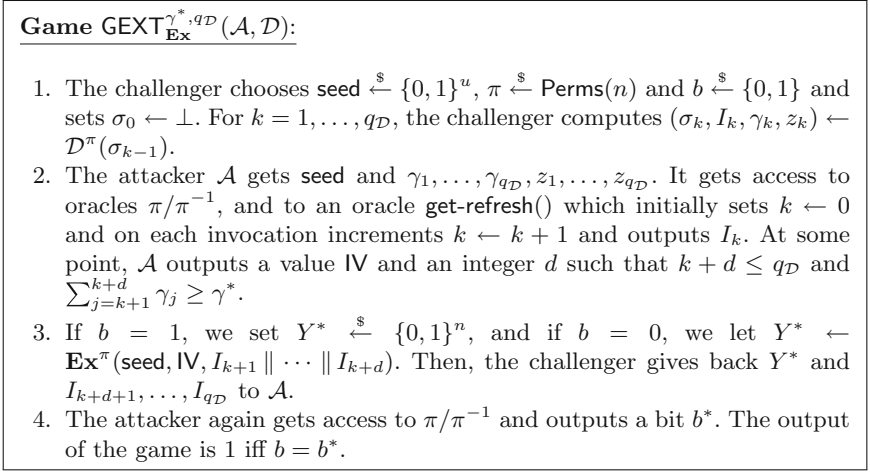 Game GEXT^{γ*,q_𝒟}_{Ex}(𝒜, 𝒟):
1. The challenger chooses seed ←$ {0, 1}^u, π ←$ Perms(n) and b ←$ {0, 1} and
sets σ_0 ← ⊥. For k = 1, . . . , q_𝒟, the challenger computes (σ_k, I_k, γ_k, z_k) ←
𝒟^π(σ_{k−1}).
2. The attacker 𝒜 gets seed and γ_1, . . . , γ_{q_𝒟}, z_1, . . . , z_{q_𝒟}. It gets access to
oracles π/π^{−1}, and to an oracle get-refresh() which initially sets k ← 0
and on each invocation increments k ← k + 1 and outputs I_k. At some
point, 𝒜 outputs a value IV and an integer d such that k + d ≤ q_𝒟 and
∑_{j=k+1}^{k+d} γ_j ≥ γ*.
3. If b = 1, we set Y* ←$ {0, 1}^n, and if b = 0, we let Y* ←
Ex^π(seed, IV, I_{k+1} ∥ · · · ∥ I_{k+d}). Then, the challenger gives back Y* and
I_{k+d+1}, . . . , I_{q_𝒟} to 𝒜.
4. The attacker again gets access to π/π^{−1} and outputs a bit b*. The output
of the game is 1 iff b = b*.